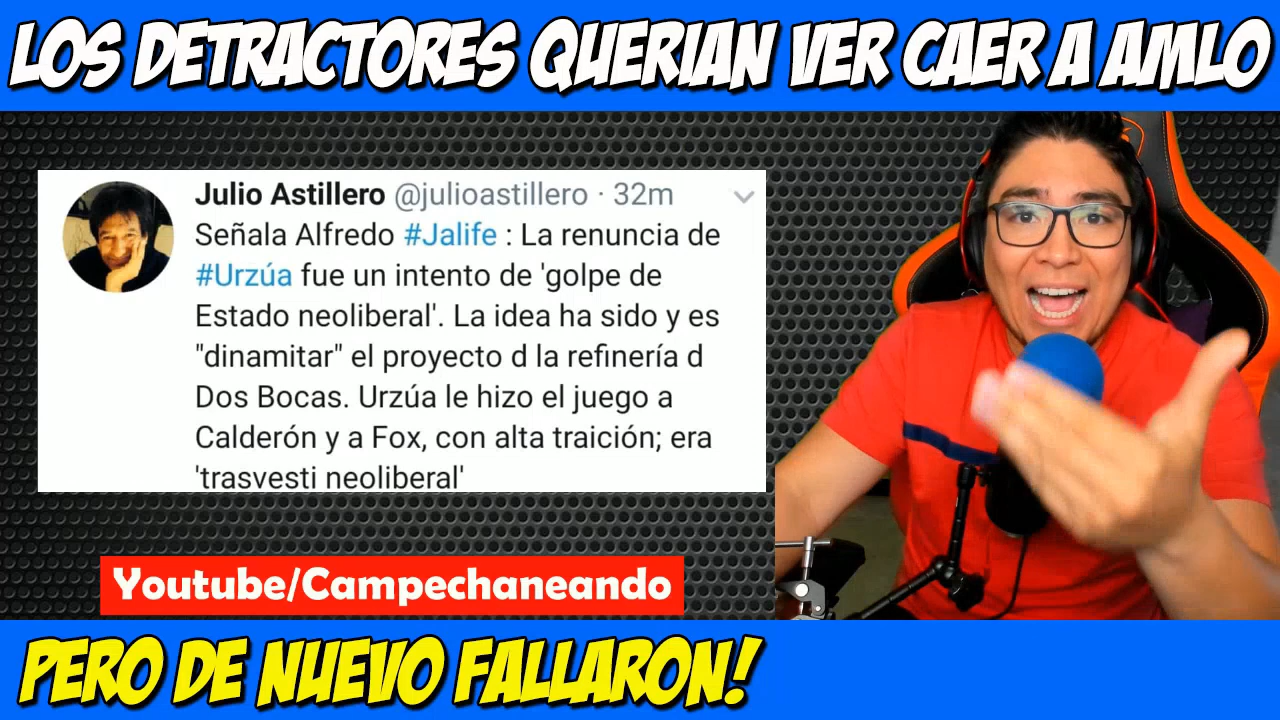 LOS DETRACTORES QUERIAN VER CAER A AMLO
Julio Astillero @julioastillero · 32m
Señala Alfredo #Jalife : La renuncia de
#Urzúa fue un intento de 'golpe de
Estado neoliberal'. La idea ha sido y es
"dinamitar" el proyecto d la refinería d
Dos Bocas. Urzúa le hizo el juego a
Calderón y a Fox, con alta traición; era
'trasvesti neoliberal'
Youtube/Campechaneando
PERO DE NUEVO FALLARON!